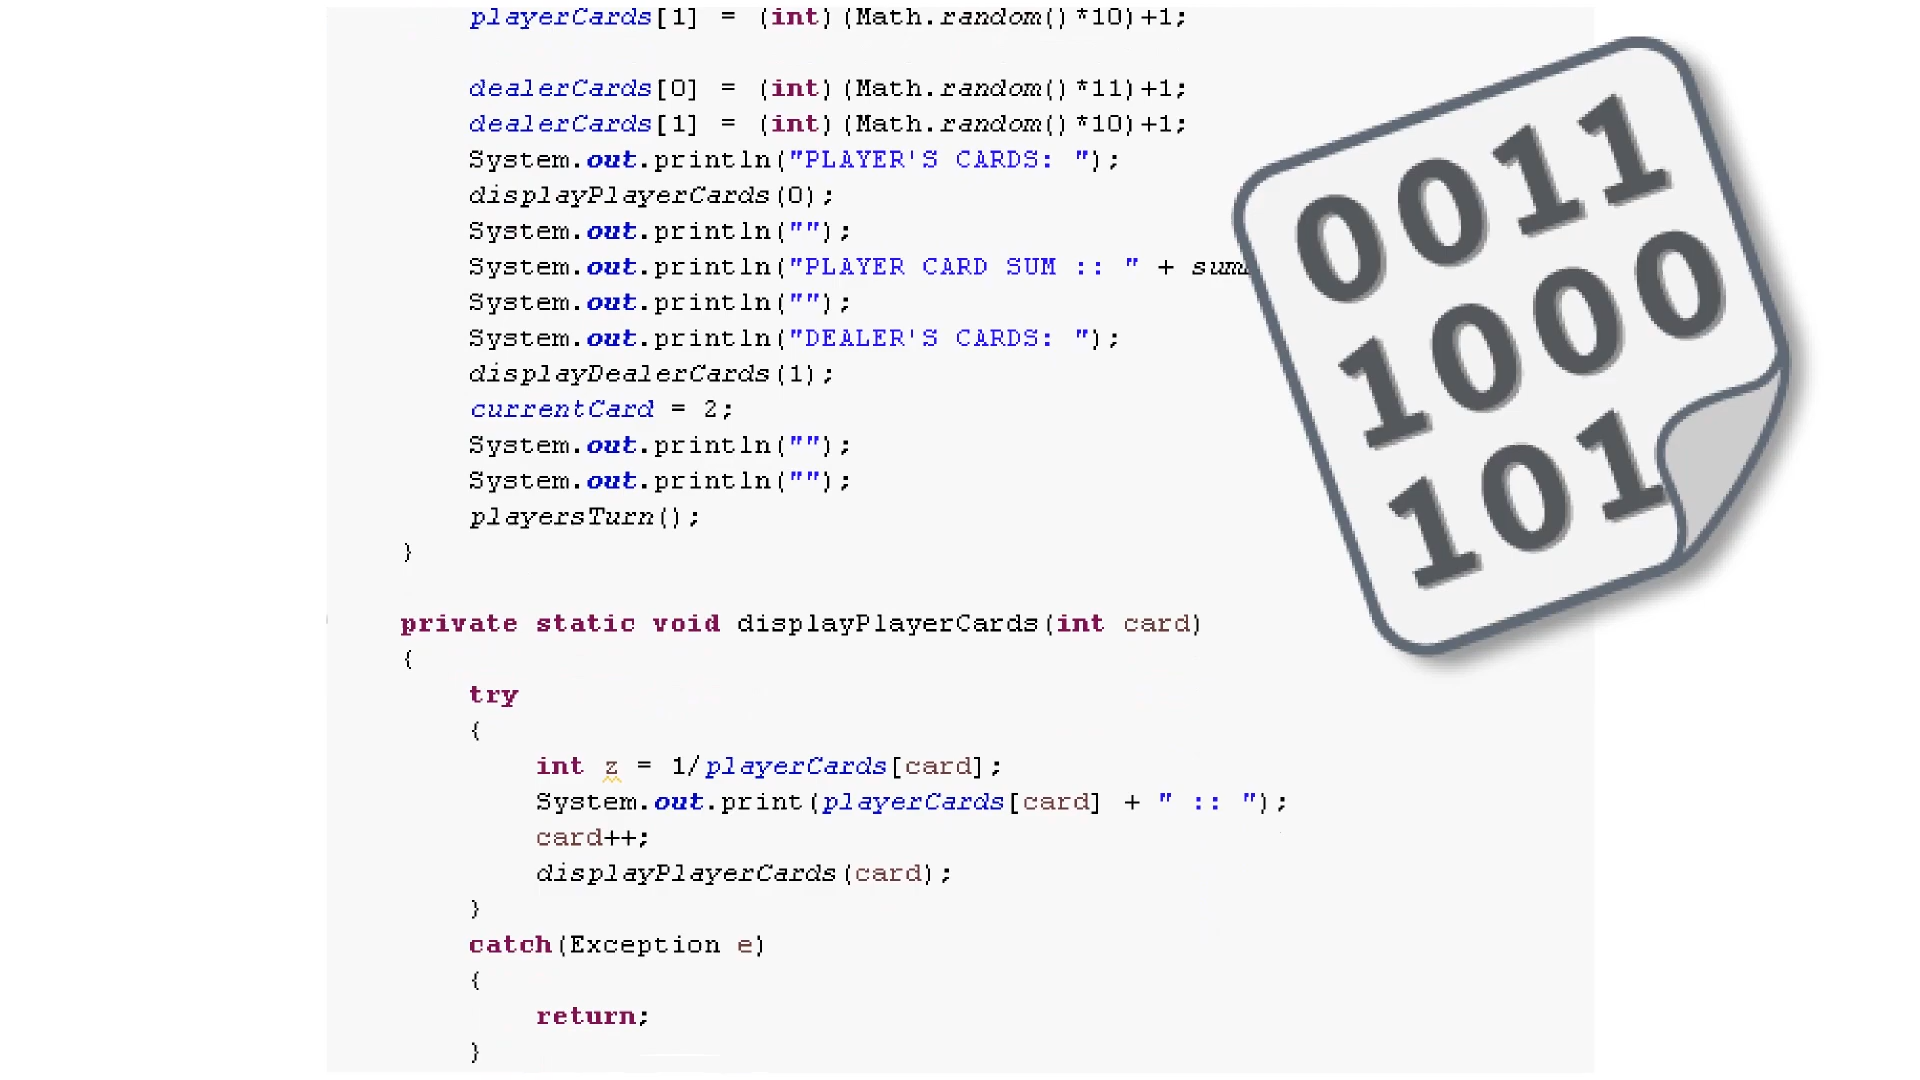 playerCards[1] = (int)(Math.random()*10)+1;
dealerCards[0] = (int)(Math.random()*11)+1;
dealerCards[1] = (int)(Math.random()*10)+1;
System.out.println("PLAYER'S CARDS: ");
displayPlayerCards(0);
System.out.println("");
System.out.println("PLAYER CARD SUM :: " +
System.out.println("");
System.out.println("DEALER'S CARDS: ");
displayDealerCards(1);
currentCard = 2;
System.out.println("");
System.out.println("");
playersTurn();
}
private static void displayPlayerCards(int card)
{
try
{
int z = 1/playerCards[card];
System.out.print(playerCards[card] + " :: ");
card++;
displayPlayerCards(card);
}
catch(Exception e)
{
return;
}
0011
1000
101